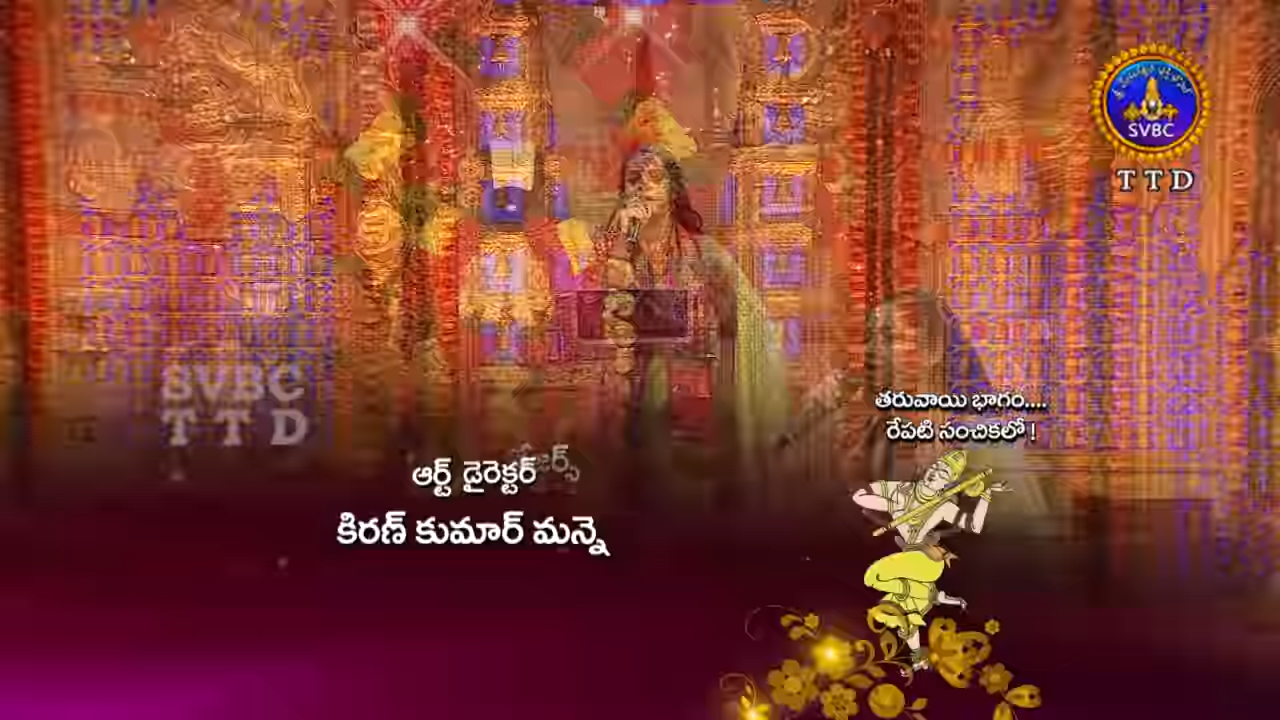 SVBC
TTD
SVBC
TTD
తరువాయి భాగం....
రేపటి సంచికలో !
ఆర్ట్ డైరెక్టర్
కిరణ్ కుమార్ మన్నె